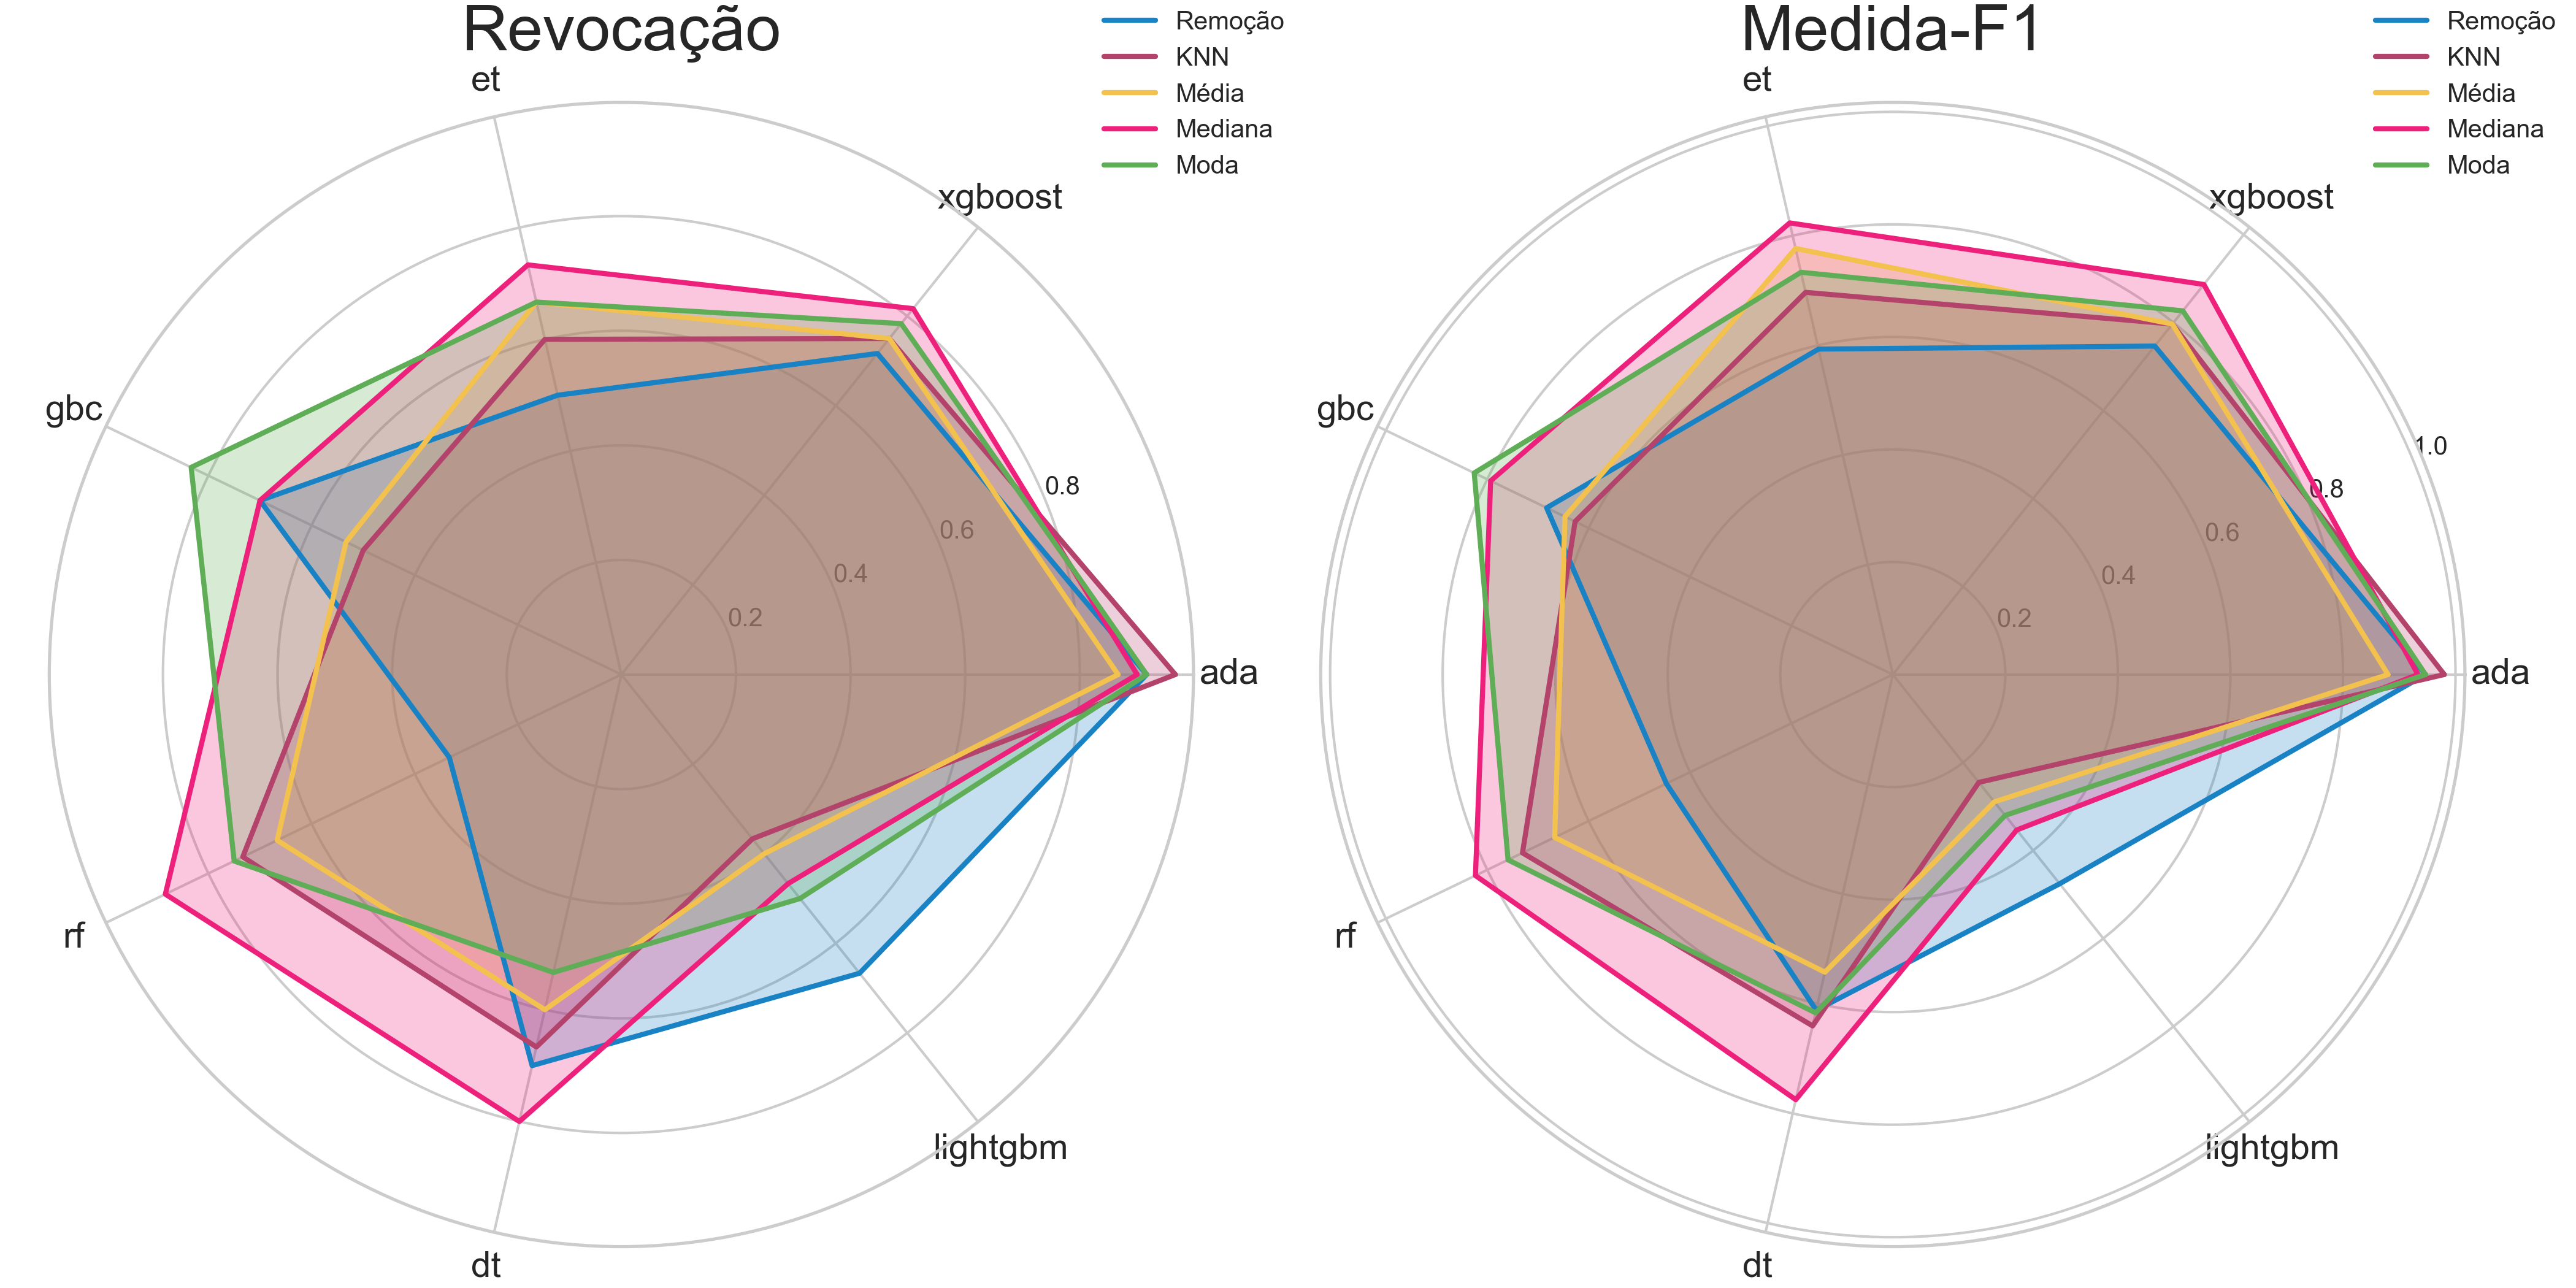 Revocação
Remoção
KNN
Média
Mediana
Moda
et
xgboost
gbc
0.8
0.6
0.4
0.2
ada
rf
lightgbm
dt
Medida-F1
Remoção
KNN
Média
Mediana
Moda
et
xgboost
gbc
1.0
0.8
0.6
0.4
0.2
ada
rf
lightgbm
dt